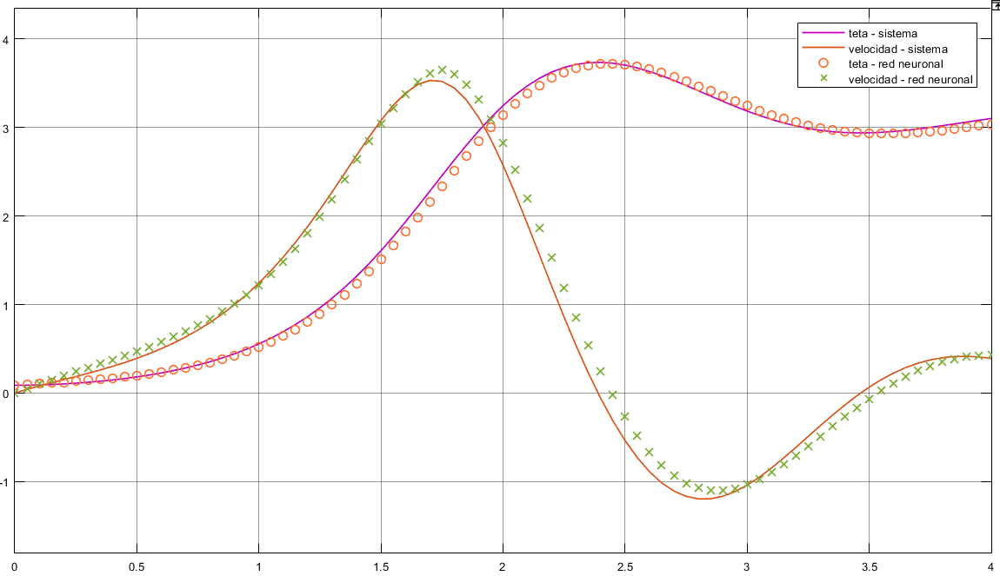 teta - sistema
velocidad - sistema
teta - red neuronal
velocidad - red neuronal
4
3
2
1
0
-1
0 0.5 1 1.5 2 2.5 3 3.5 4